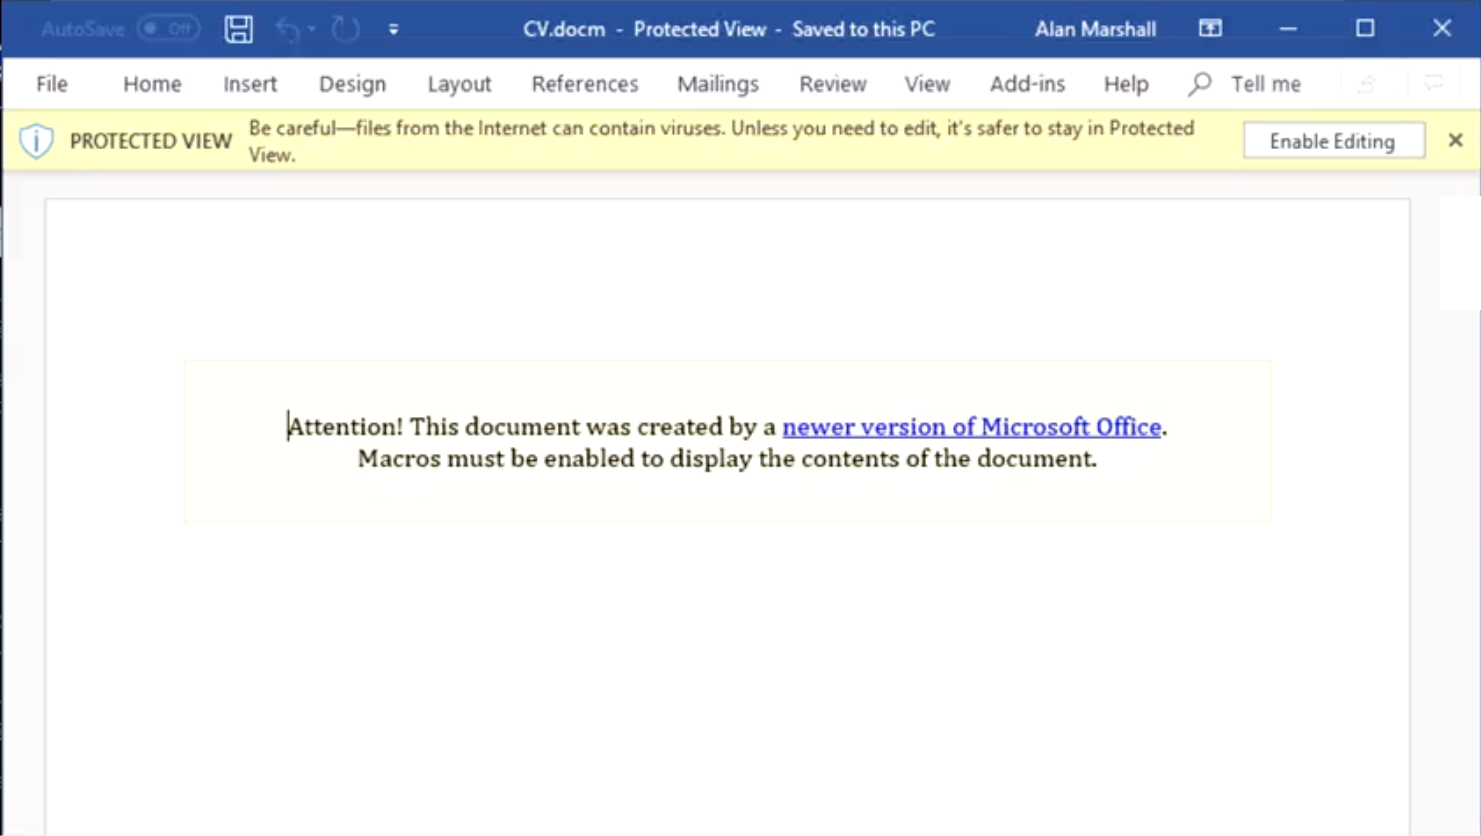 AutoSave Off CV.docm - Protected View - Saved to this PC Alan Marshall
File Home Insert Design Layout References Mailings Review View Add-ins Help Tell me
PROTECTED VIEW Be careful—files from the Internet can contain viruses. Unless you need to edit, it's safer to stay in Protected
View.
Enable Editing
Attention! This document was created by a newer version of Microsoft Office.
Macros must be enabled to display the contents of the document.